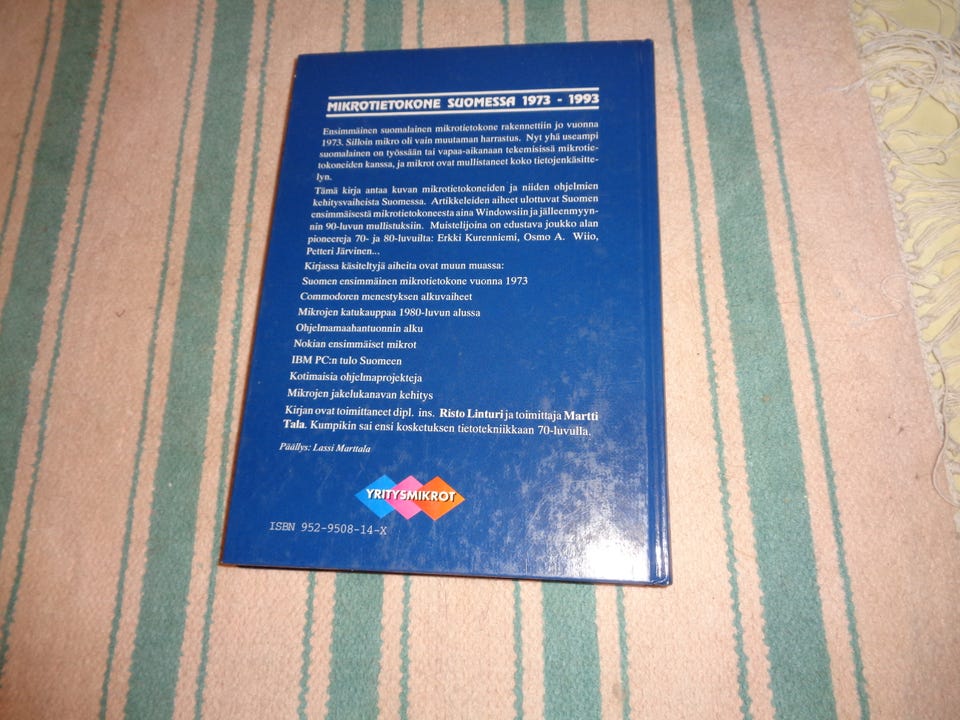 MIKROTIETOKONE SUOMESSA 1973 - 1993
Ensimmäinen suomalainen mikrotietokone rakennettiin jo vuonna
1973. Silloin mikro oli vain muutaman harrastus. Nyt yhä useampi
suomalainen on työssään tai vapaa-aikanaan tekemisissä mikrotie-
tokoneiden kanssa, ja mikrot ovat mullistaneet koko tietojenkäsitte-
lyn.
Tämä kirja antaa kuvan mikrotietokoneiden ja niiden ohjelmien
kehitysvaiheista Suomessa. Artikkeleiden aiheet ulottuvat Suomen
ensimmäisestä mikrotietokoneesta aina Windowsiin ja jälleenmyyn-
nin 90-luvun mullistuksiin. Muistelijoina on edustava joukko alan
pioneereja 70- ja 80-luvuilta: Erkki Kurenniemi, Osmo A. Wiio,
Petteri Järvinen...
Kirjassa käsiteltyjä aiheita ovat muun muassa:
Suomen ensimmäinen mikrotietokone vuonna 1973
Commodoren menestyksen alkuvaiheet
Mikrojen katukauppaa 1980-luvun alussa
Ohjelmamaahantuonnin alku
Nokian ensimmäiset mikrot
IBM PC:n tulo Suomeen
Kotimaisia ohjelmaprojekteja
Mikrojen jakelukanavan kehitys
Kirjan ovat toimittaneet dipl. ins. Risto Linturi ja toimittaja Martti
Tala. Kumpikin sai ensi kosketuksen tietotekniikkaan 70-luvulla.
Päällys: Lassi Marttala
YRITYSMIKROT
ISBN 952-9508-14-X